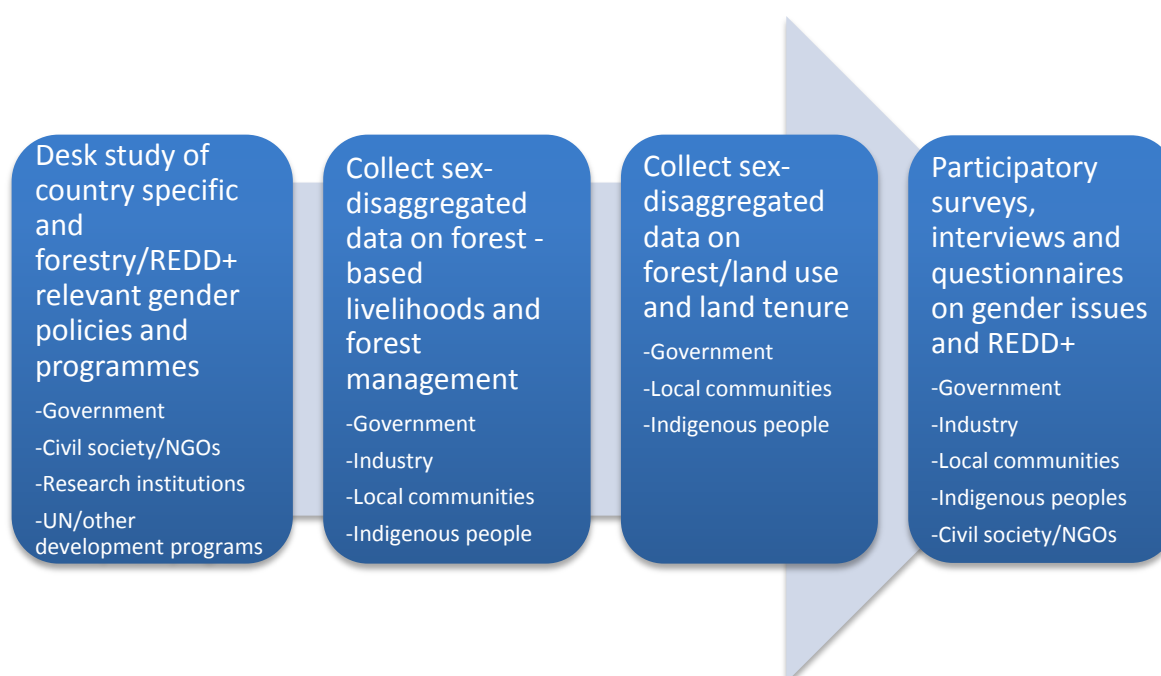 Desk study of
country specific
and
forestry/REDD+
relevant gender
policies and
programmes
-Government
-Civil society/NGOs
-Research institutions
-UN/other
development programs
Collect sex-
disaggregated
data on forest -
based
livelihoods and
forest
management
-Government
-Industry
-Local communities
-Indigenous people
Collect sex-
disaggregated
data on
forest/land use
and land tenure
-Government
-Local communities
-Indigenous people
Participatory
surveys,
interviews and
questionnaires
on gender issues
and REDD+
-Government
-Industry
-Local communities
-Indigenous peoples
-Civil society/NGOs